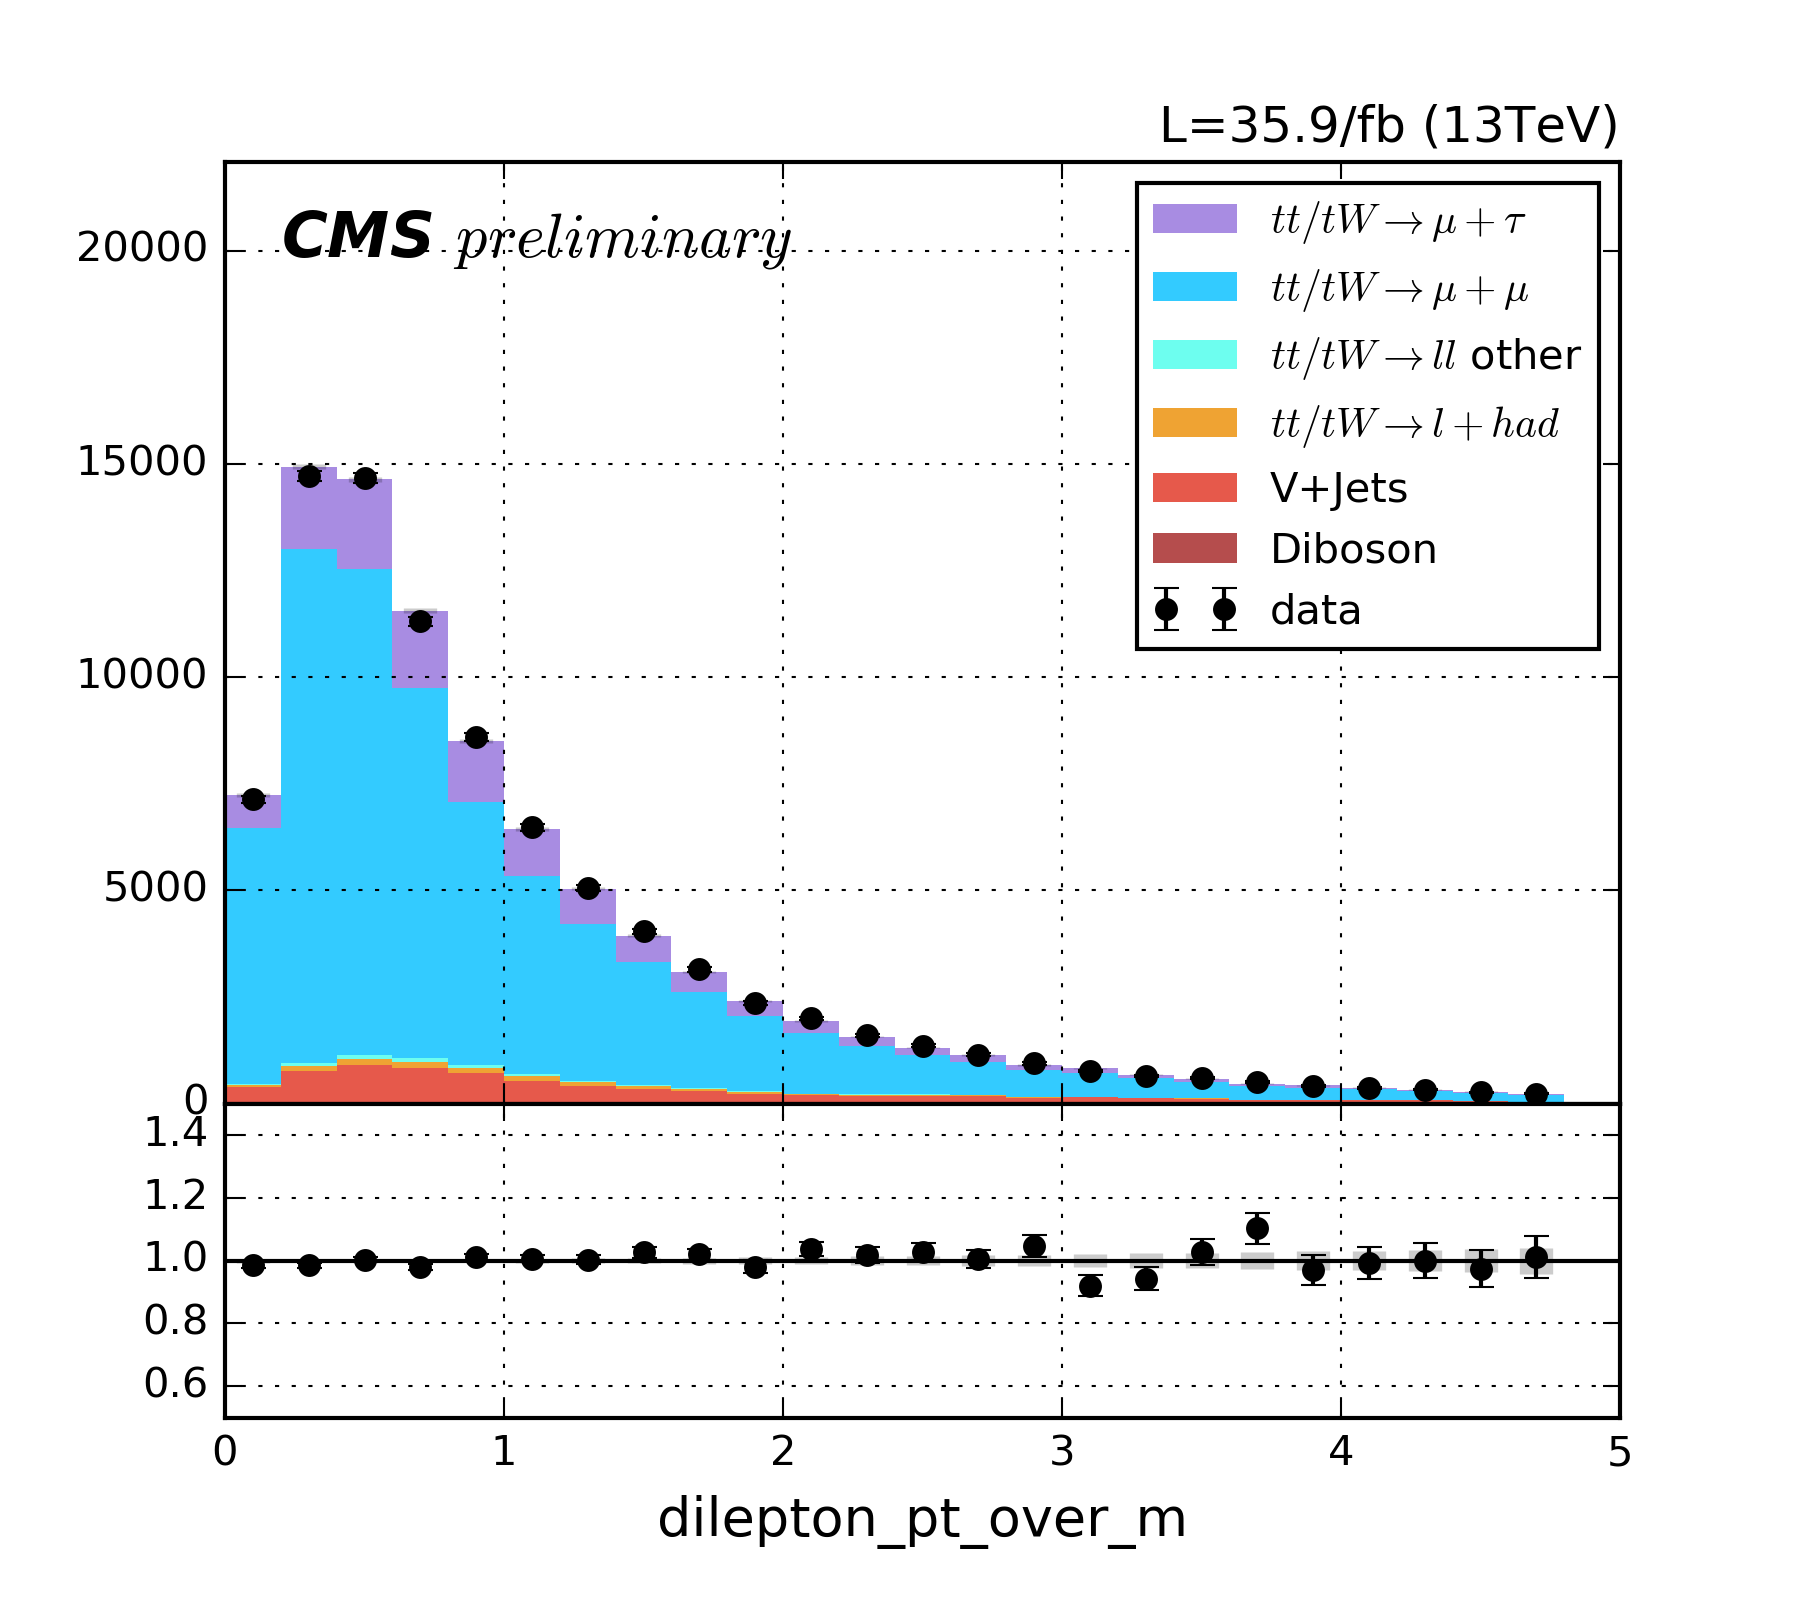 L=35.9/fb (13TeV)
CMS preliminary
20000
15000
10000
5000
0
tt/tW → μ + τ
tt/tW → μ + μ
tt/tW → ll other
tt/tW → l + had
V+Jets
Diboson
data
1.4
1.2
1.0
0.8
0.6
0 1 2 3 4 5
dilepton_pt_over_m